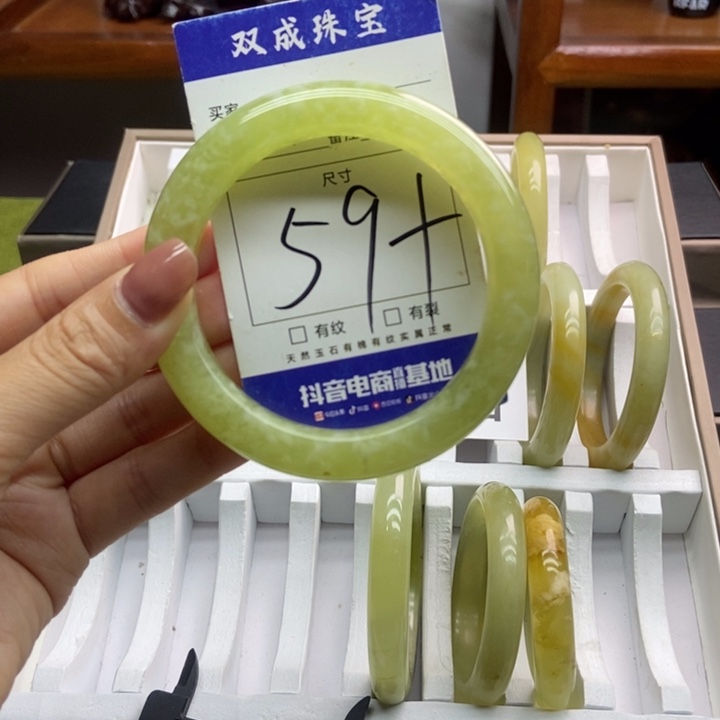 双成珠宝
买家
尺寸
59+
□ 有纹 □ 有裂
天然玉石有棉有纹实属正常
抖音电商直播基地